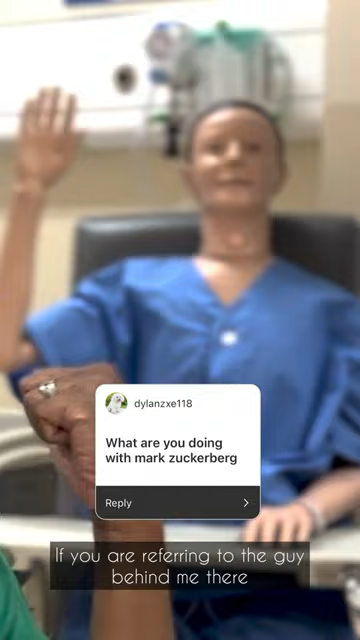 dylanzxe118
What are you doing
with mark zuckerberg
Reply
If you are referring to the guy
behind me there